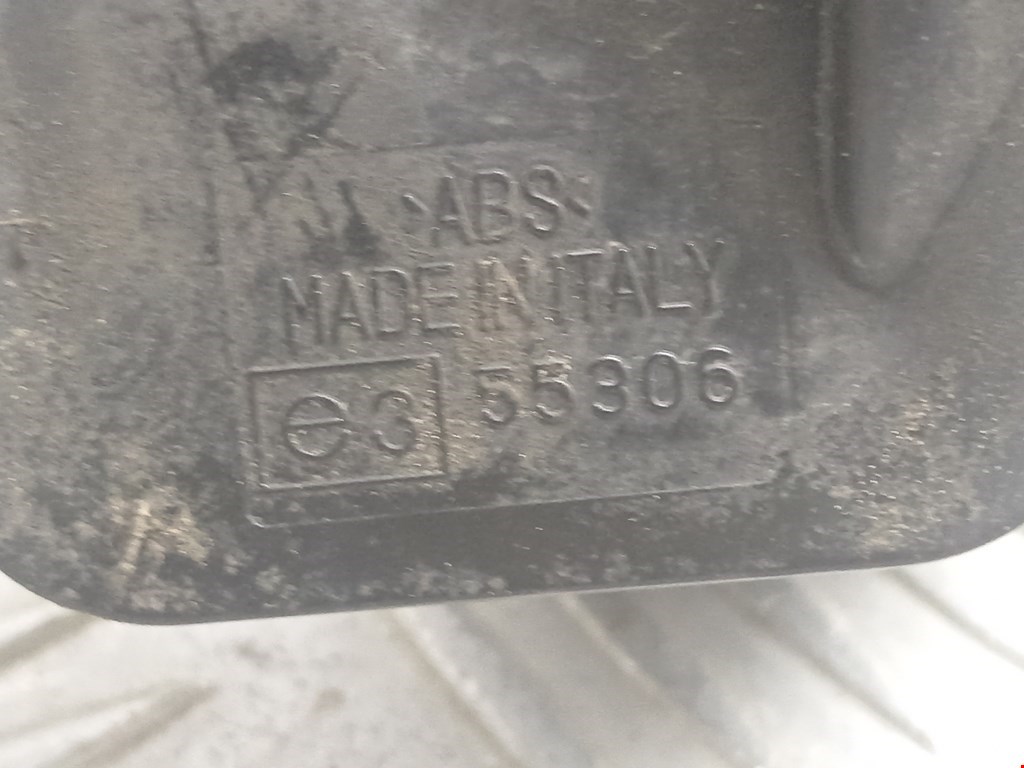 >ABS<
MADE IN ITALY
e3 55306